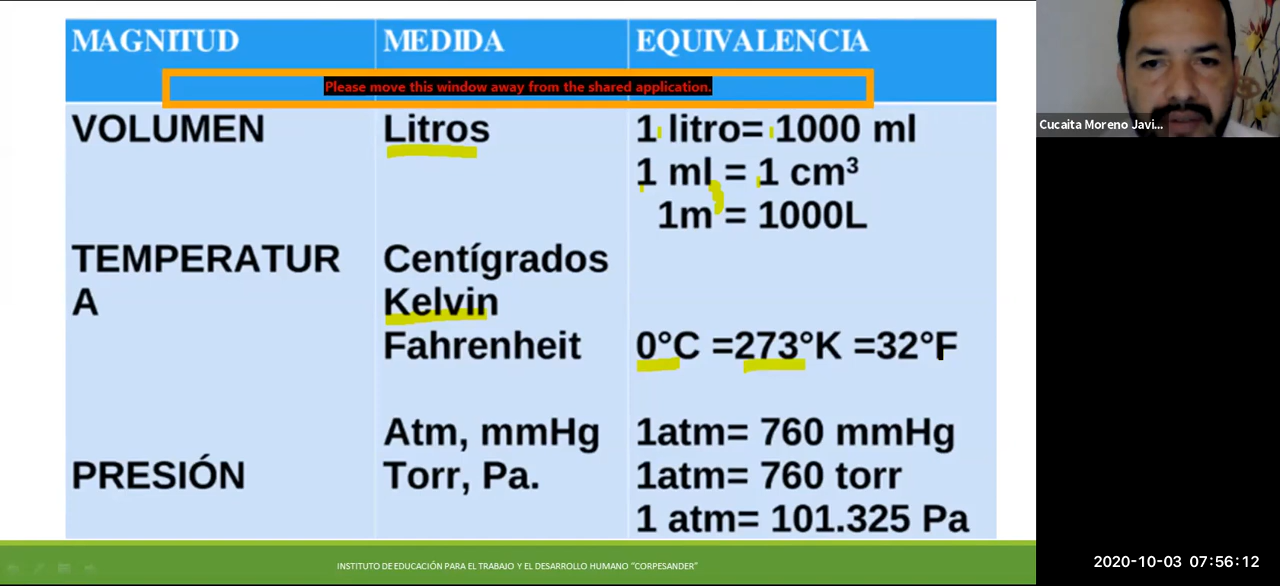 MAGNITUD MEDIDA EQUIVALENCIA
Please move this window away from the shared application.
VOLUMEN Litros 1 litro= 1000 ml
1 ml = 1 cm³
1m = 1000L
TEMPERATUR Centígrados
A Kelvin
Fahrenheit 0°C =273°K =32°F
Atm, mmHg 1atm= 760 mmHg
PRESIÓN Torr, Pa. 1atm= 760 torr
1 atm= 101.325 Pa
INSTITUTO DE EDUCACIÓN PARA EL TRABAJO Y EL DESARROLLO HUMANO “CORPESANDER”
Cucaita Moreno Javi...
2020-10-03 07:56:12